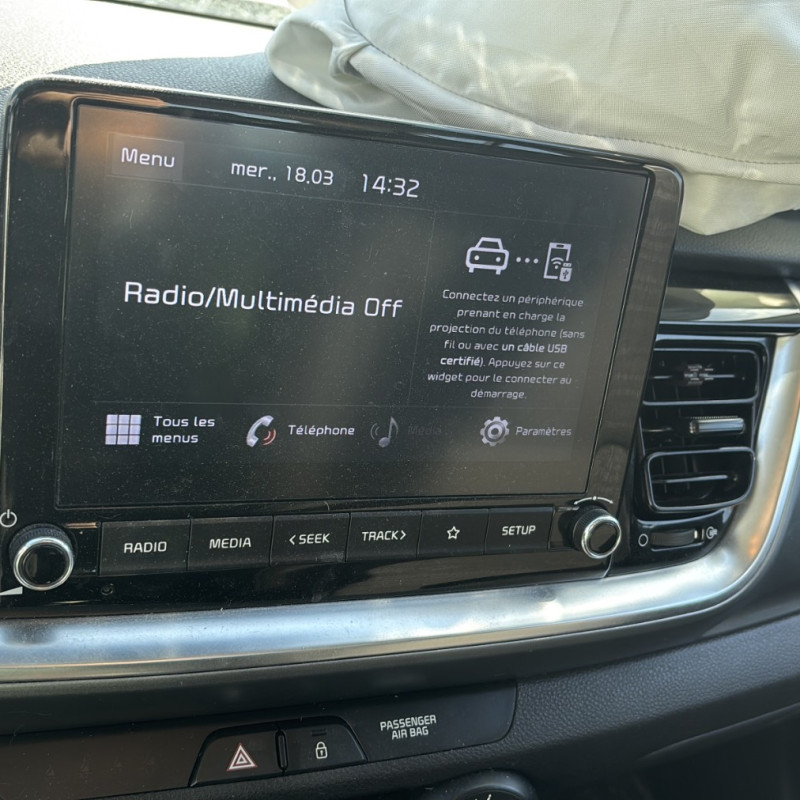 Menu
mer., 18.03
14:32
Radio/Multimédia Off
Connectez un périphérique
prenant en charge la
projection du téléphone (sans
fil ou avec un câble USB
certifié). Appuyez sur ce
widget pour le connecter au
démarrage.
Tous les
menus
Téléphone
Paramètres
RADIO
MEDIA
<SEEK
TRACK>
SETUP
PASSENGER
AIR BAG